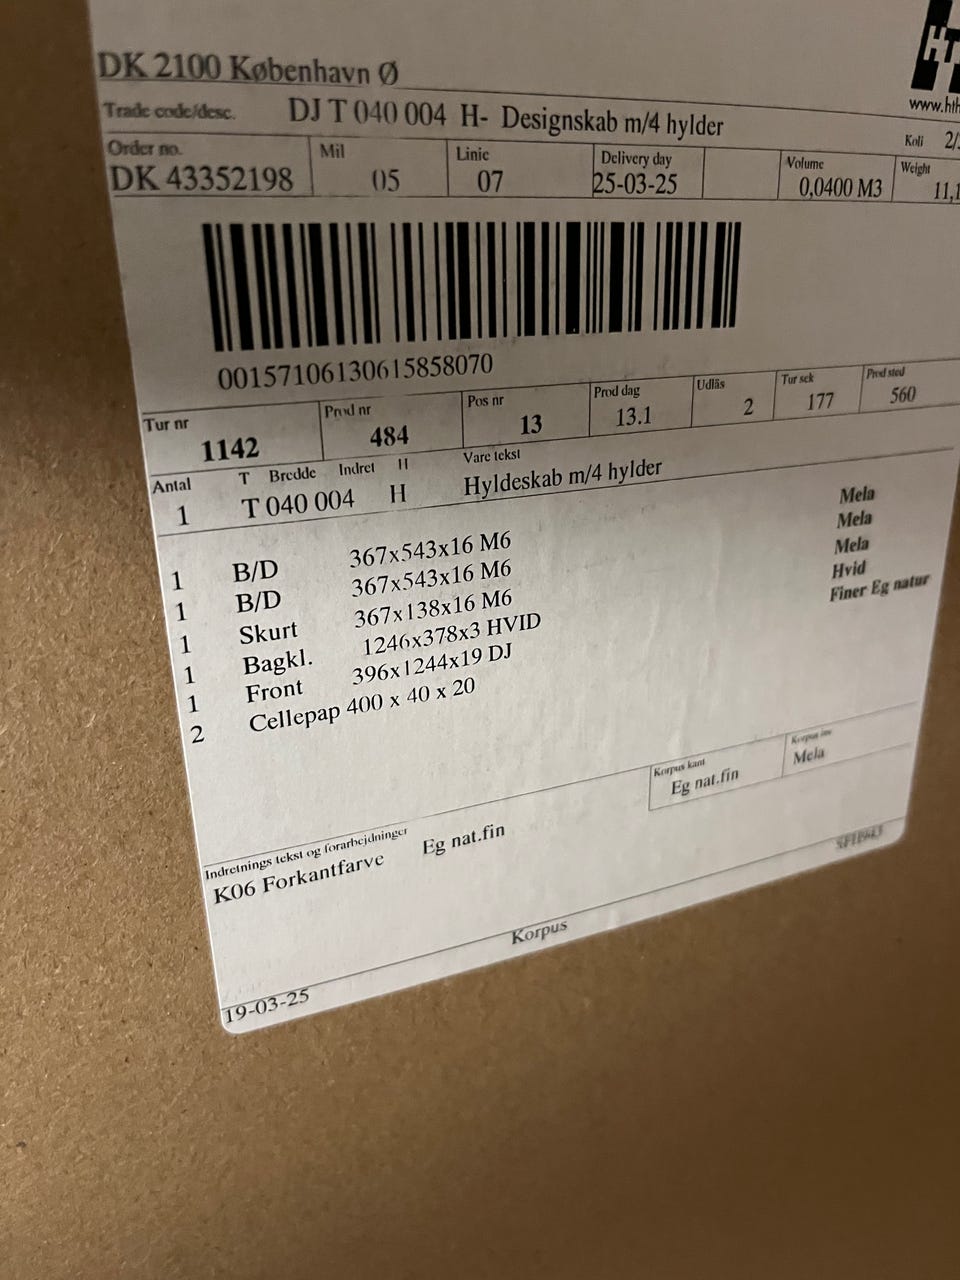 DK 2100 København Ø
HT
www.hth
Trade code/desc. DJ T 040 004 H- Designskab m/4 hylder
Koli 2/
Order no. Mil Linie Delivery day Volume Weight
DK 43352198 05 07 25-03-25 0,0400 M3 11,1
00157106130615858070
Tur nr Prod nr Pos nr Prod dag Udläs Tur sek Prod sted
1142 484 13 13.1 2 177 560
Antal T Bredde Indret H Vare tekst
1 T 040 004 H Hyldeskab m/4 hylder
1 B/D 367x543x16 M6 Mela
1 B/D 367x543x16 M6 Mela
1 Skurt 367x138x16 M6 Mela
1 Bagkl. 1246x378x3 HVID Hvid
1 Front 396x1244x19 DJ Finer Eg natur
2 Cellepap 400 x 40 x 20
Korpus kant
Eg nat.fin Mela
Indretnings tekst og forarbejdninger
K06 Forkantfarve Eg nat.fin
Korpus
19-03-25